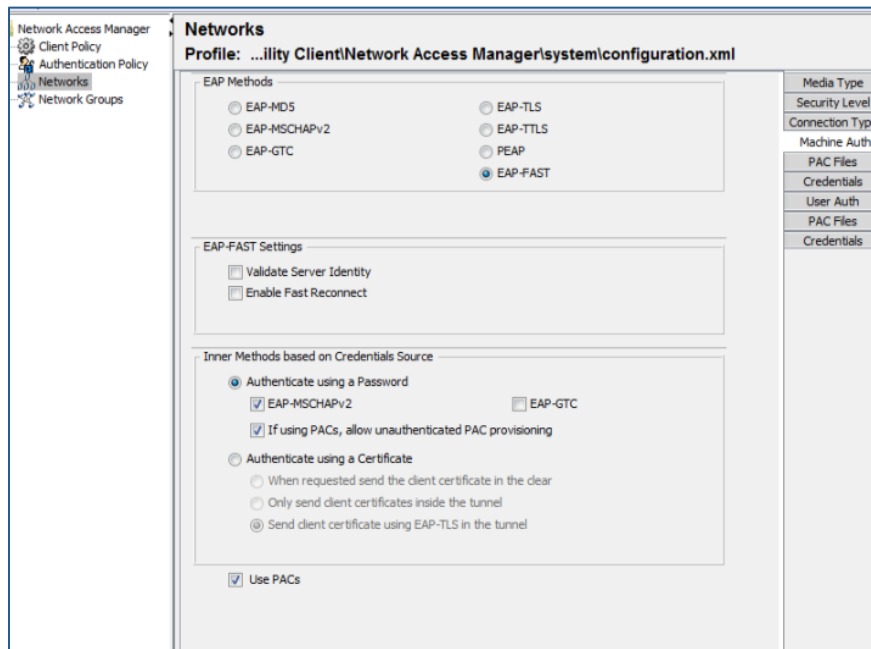 Network Access Manager
Client Policy
Authentication Policy
Networks
Network Groups
Networks
Profile: ...ility Client\Network Access Manager\system\configuration.xml
EAP Methods
EAP-MD5
EAP-TLS
EAP-MSCHAPv2
EAP-TTLS
EAP-GTC
PEAP
EAP-FAST
EAP-FAST Settings
Validate Server Identity
Enable Fast Reconnect
Inner Methods based on Credentials Source
Authenticate using a Password
EAP-MSCHAPv2
EAP-GTC
If using PACs, allow unauthenticated PAC provisioning
Authenticate using a Certificate
When requested send the client certificate in the clear
Only send client certificates inside the tunnel
Send client certificate using EAP-TLS in the tunnel
Use PACs
Media Type
Security Level
Connection Typ
Machine Auth
PAC Files
Credentials
User Auth
PAC Files
Credentials